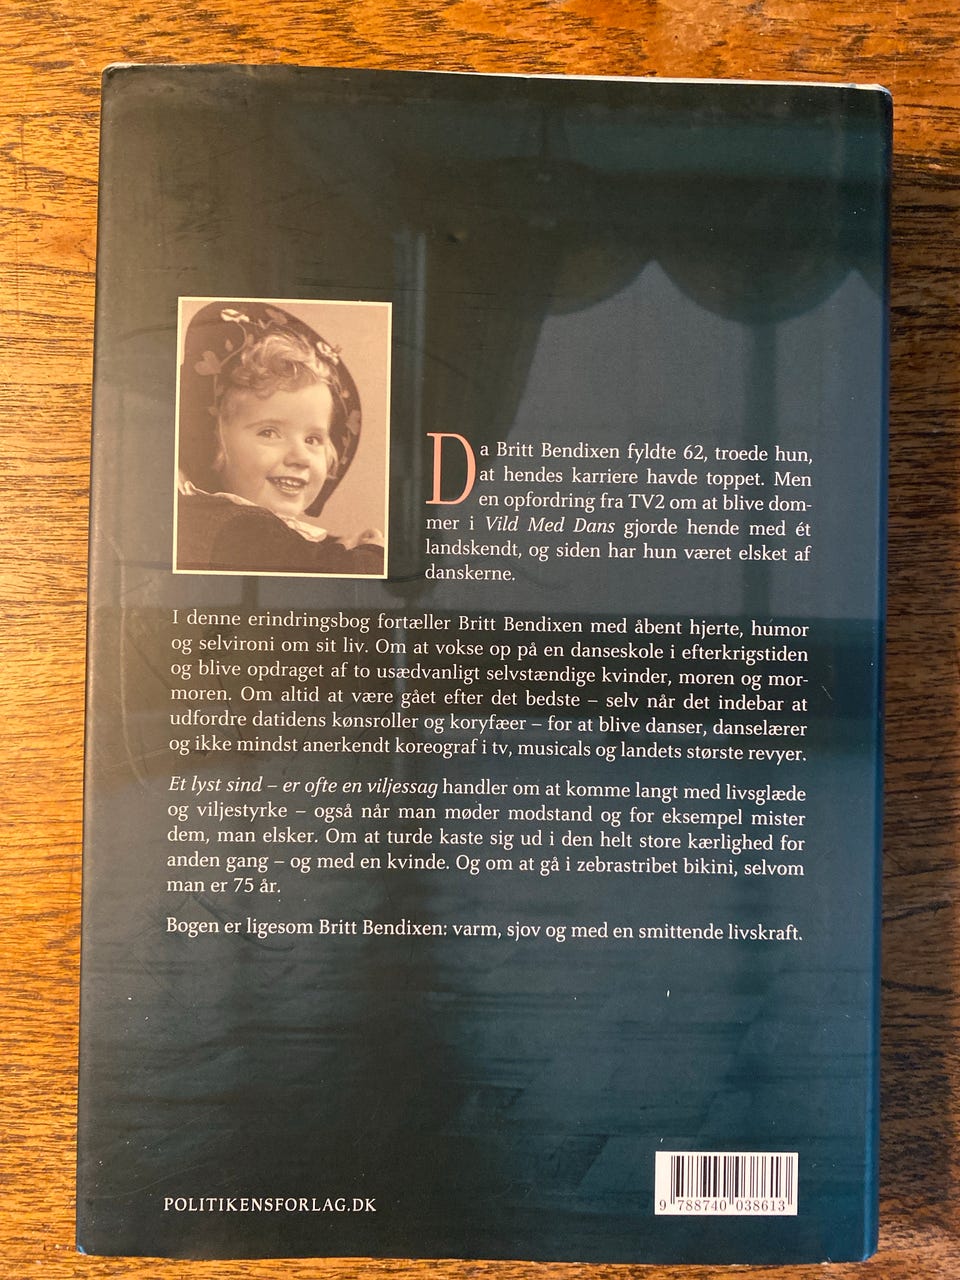 Da Britt Bendixen fyldte 62, troede hun,
at hendes karriere havde toppet. Men
en opfordring fra TV2 om at blive dom-
mer i Vild Med Dans gjorde hende med ét
landskendt, og siden har hun været elsket af
danskerne.
I denne erindringsbog fortæller Britt Bendixen med åbent hjerte, humor
og selvironi om sit liv. Om at vokse op på en danseskole i efterkrigstiden
og blive opdraget af to usædvanligt selvstændige kvinder, moren og mor-
moren. Om altid at være gået efter det bedste – selv når det indebar at
udfordre datidens kønsroller og koryfæer – for at blive danser, danselærer
og ikke mindst anerkendt koreograf i tv, musicals og landets største revyer.
Et lyst sind – er ofte en viljessag handler om at komme langt med livsglæde
og viljestyrke – også når man møder modstand og for eksempel mister
dem, man elsker. Om at turde kaste sig ud i den helt store kærlighed for
anden gang – og med en kvinde. Og om at gå i zebrastribet bikini, selvom
man er 75 år.
Bogen er ligesom Britt Bendixen: varm, sjov og med en smittende livskraft.
POLITIKENSFORLAG.DK
9 788740 038613